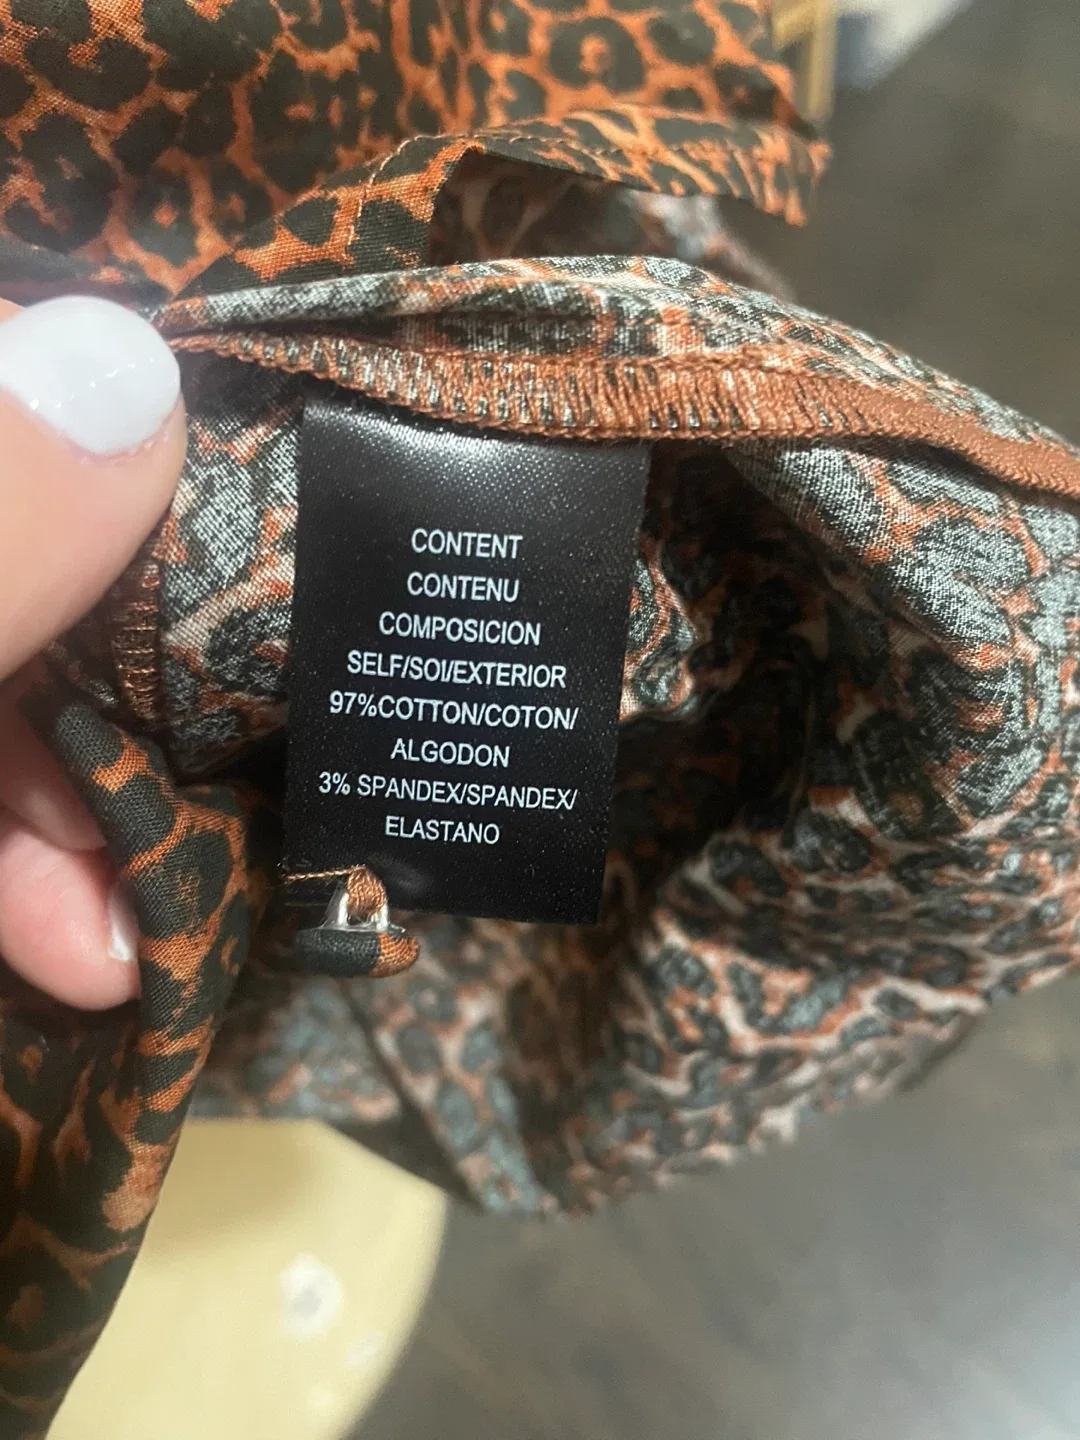 CONTENT
CONTENU
COMPOSICION
SELF/SOI/EXTERIOR
97%COTTON/COTON/
ALGODON
3% SPANDEX/SPANDEX/
ELASTANO